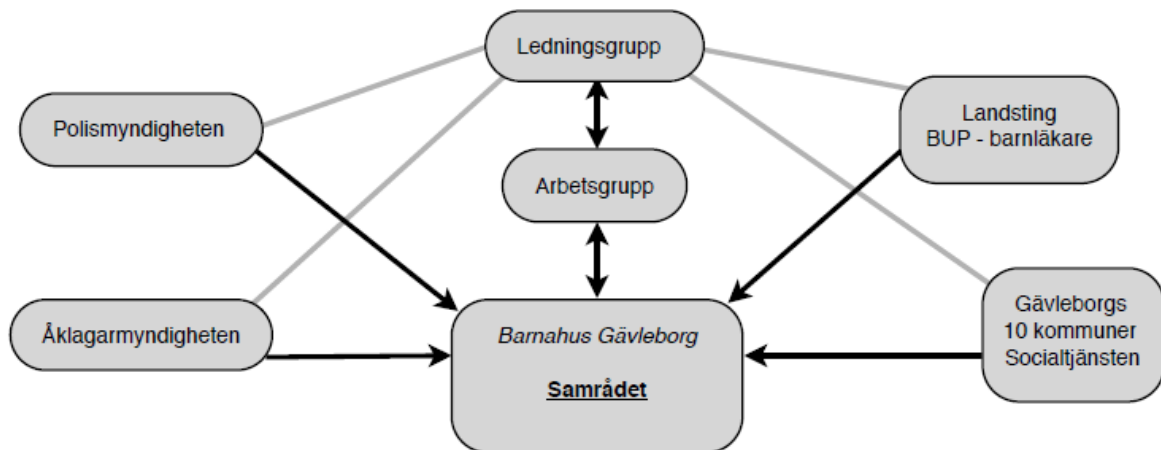 Ledningsgrupp
Polismyndigheten
Landsting
BUP - barnläkare
Arbetsgrupp
Åklagarmyndigheten
Barnahus Gävleborg
Samrådet
Gävleborgs
10 kommuner
Socialtjänsten